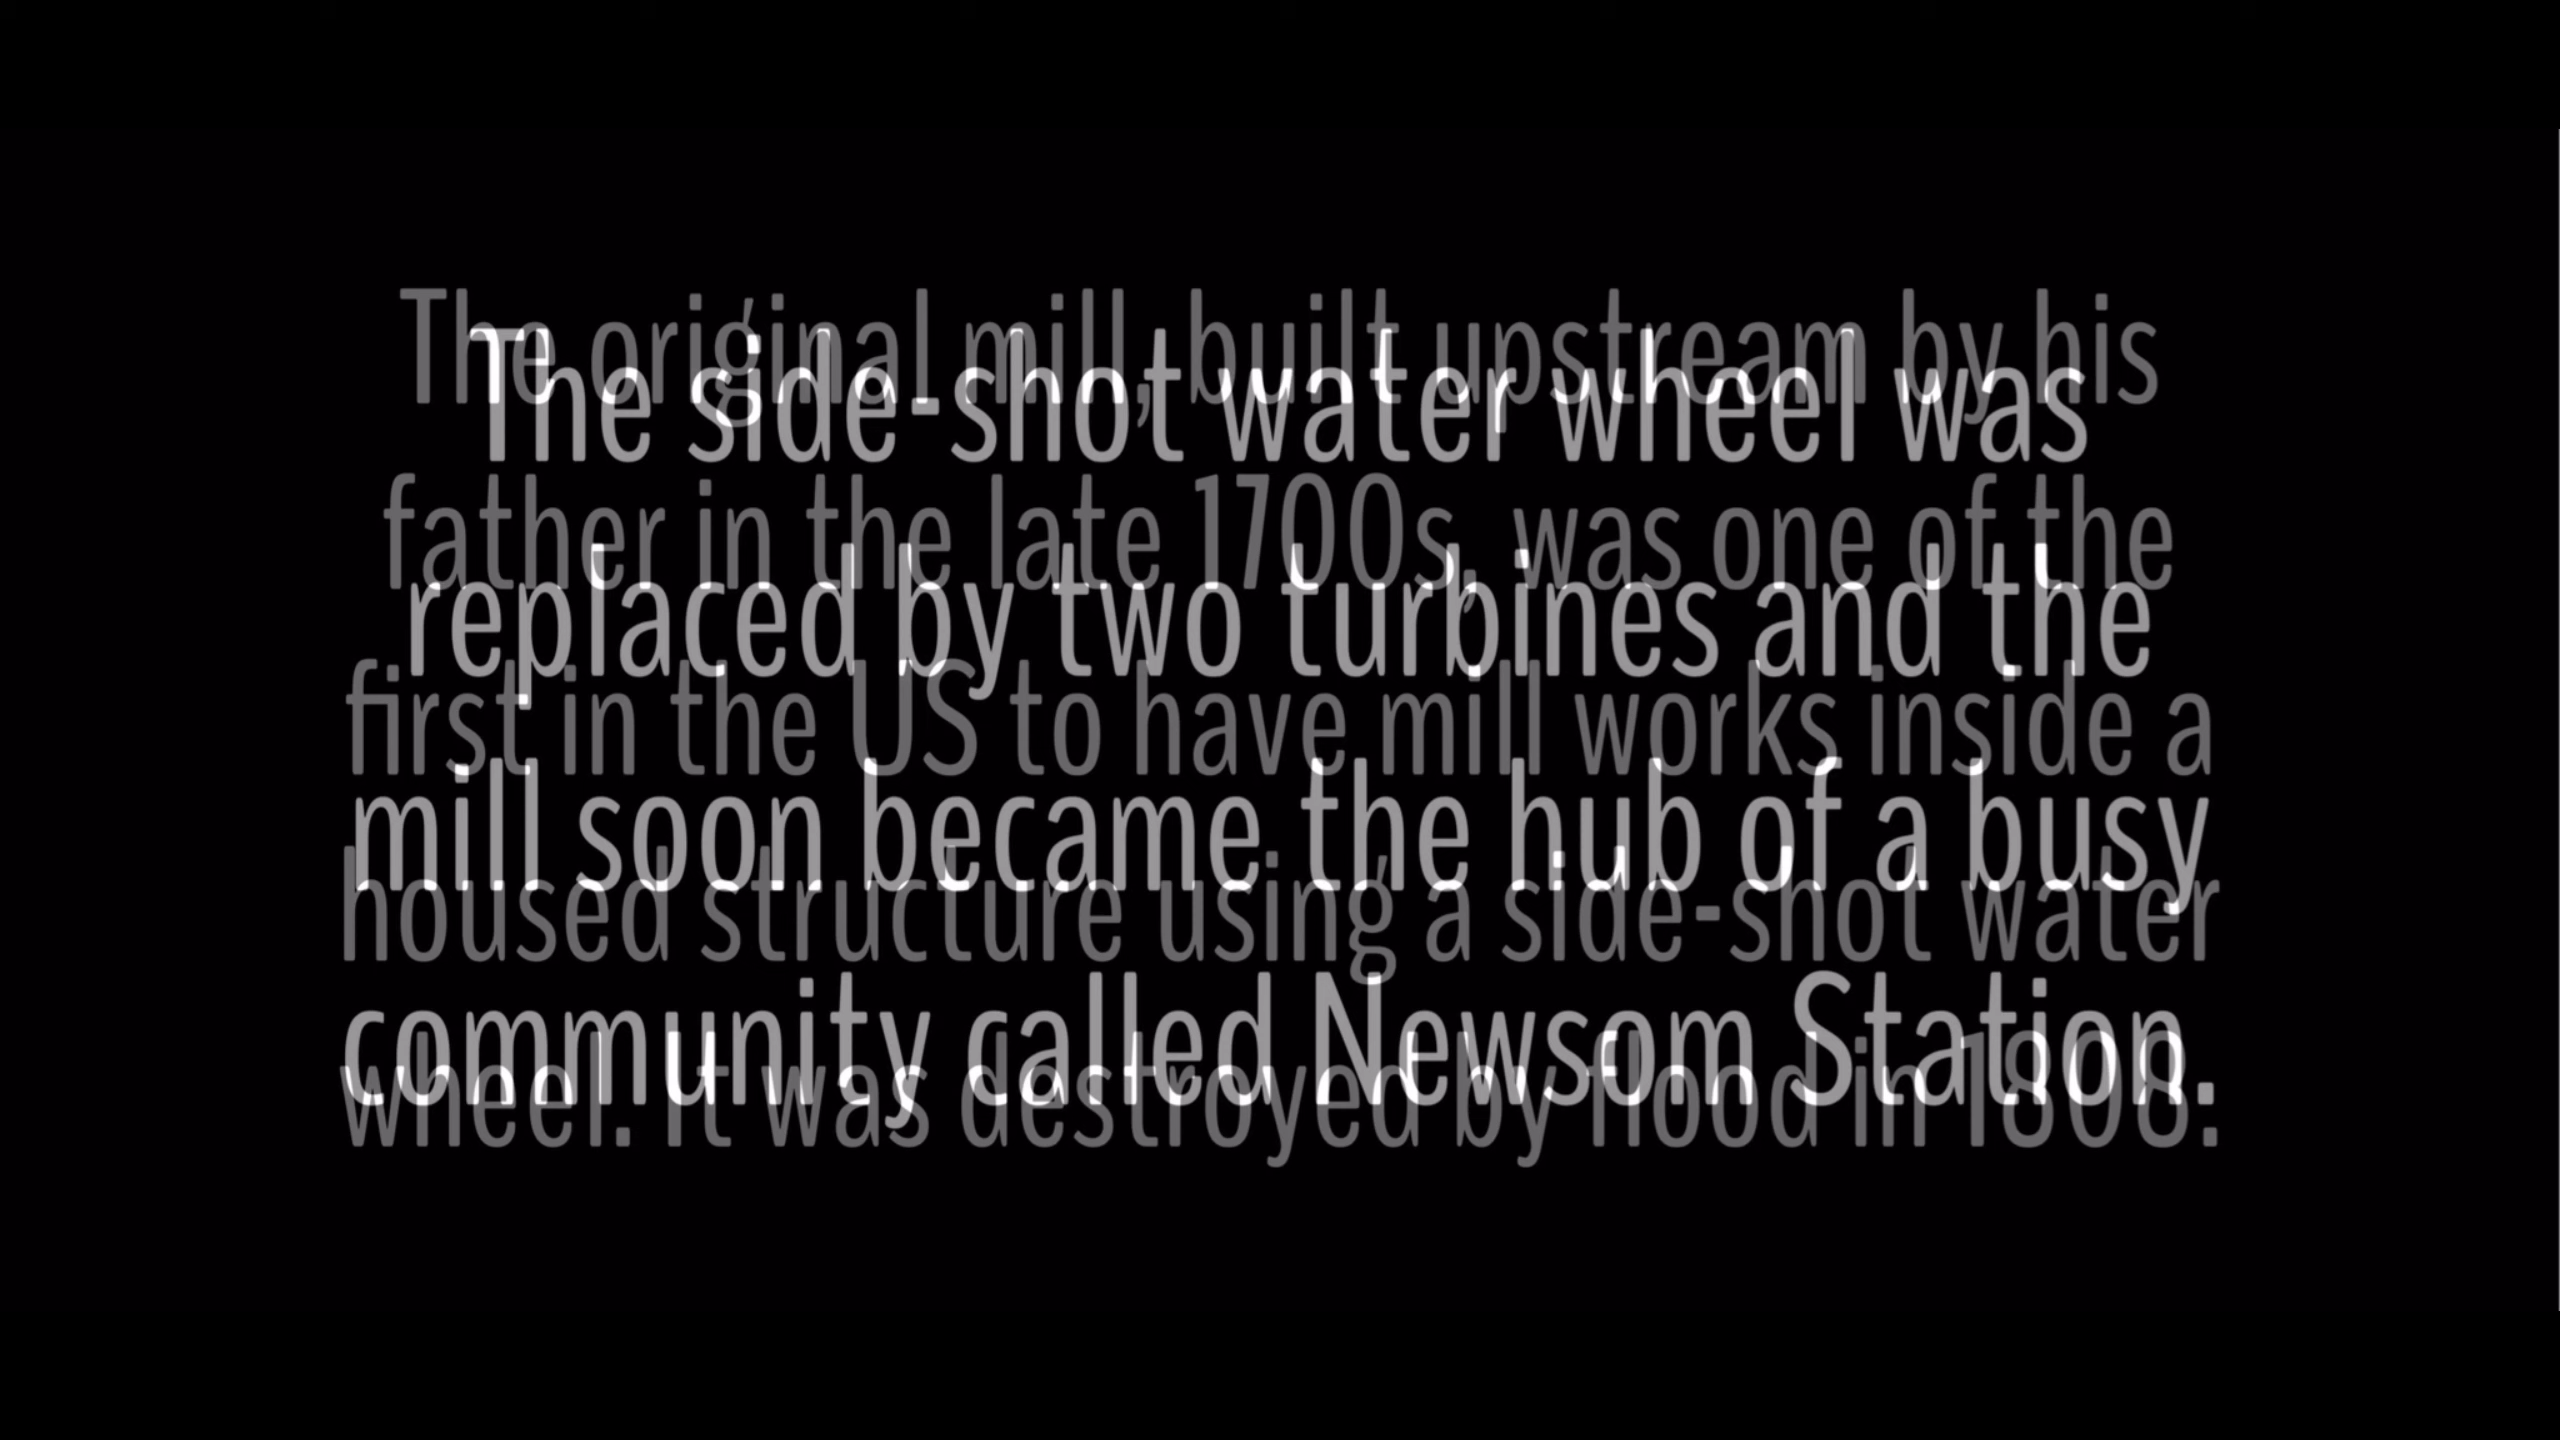 The original mill, built upstream by his
father in the late 1700s, was one of the
first in the US to have mill works inside a
housed structure using a side-shot water
wheel. It was destroyed by flood in 1808.
The side-shot water wheel was
replaced by two turbines and the
mill soon became the hub of a busy
community called Newsom Station.